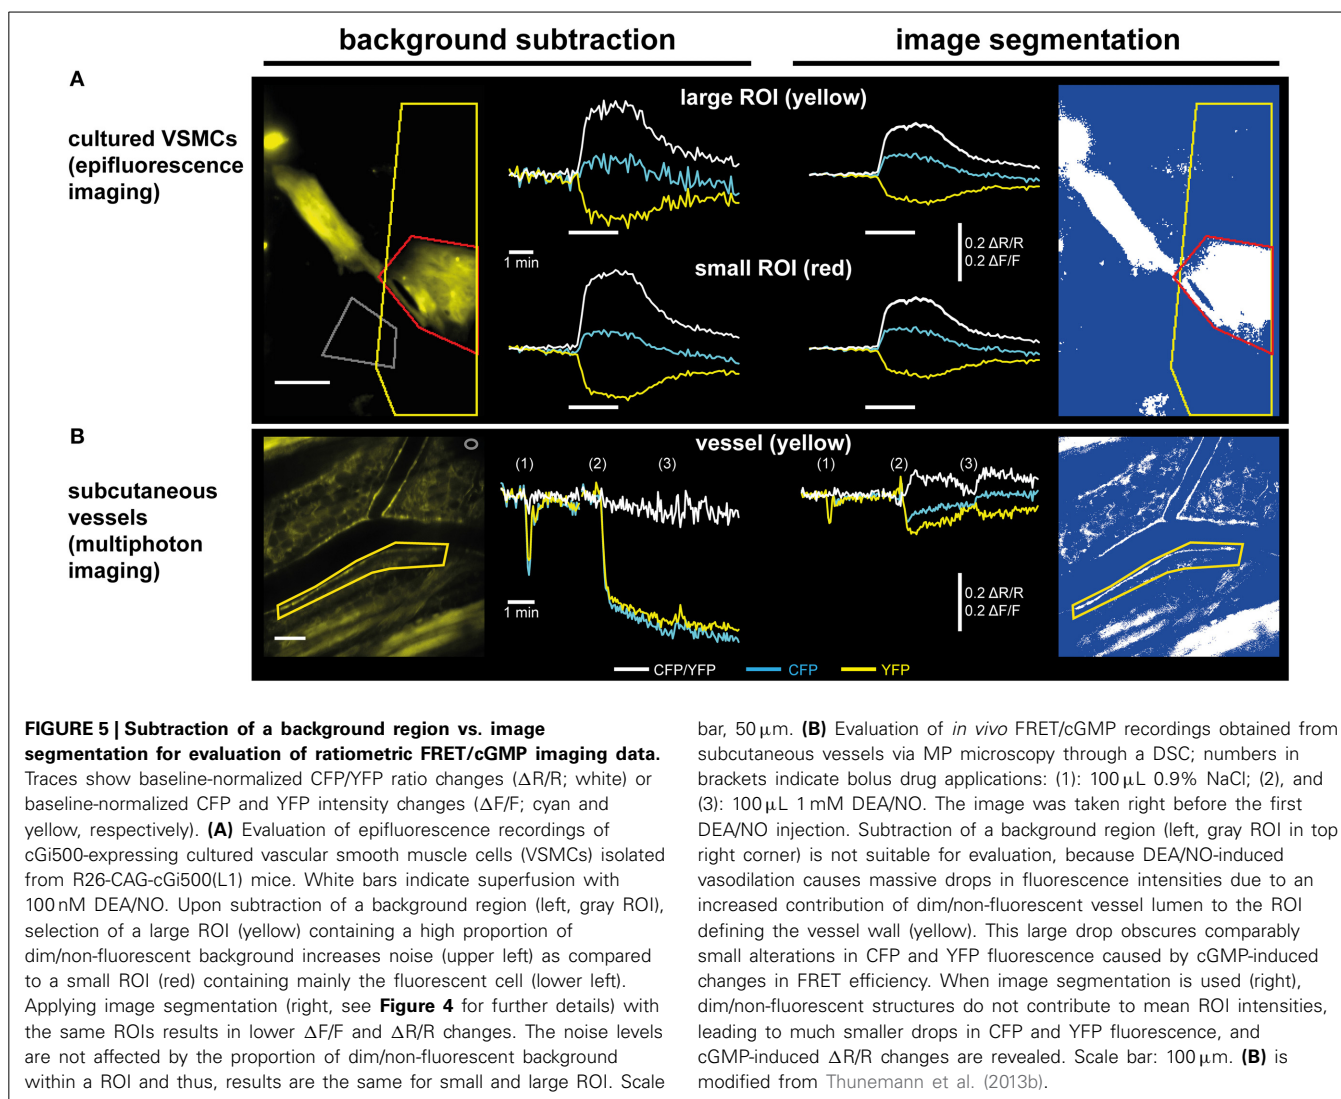 background subtraction
image segmentation
A
cultured VSMCs
(epifluorescence
imaging)
large ROI (yellow)
1 min
0.2 ΔR/R
0.2 ΔF/F
small ROI (red)
B
subcutaneous
vessels
(multiphoton
imaging)
vessel (yellow)
(1) (2) (3)
(1) (2) (3)
1 min
0.2 ΔR/R
0.2 ΔF/F
CFP/YFP CFP YFP
FIGURE 5 | Subtraction of a background region vs. image
segmentation for evaluation of ratiometric FRET/cGMP imaging data.
Traces show baseline-normalized CFP/YFP ratio changes (ΔR/R; white) or
baseline-normalized CFP and YFP intensity changes (ΔF/F; cyan and
yellow, respectively). (A) Evaluation of epifluorescence recordings of
cGi500-expressing cultured vascular smooth muscle cells (VSMCs) isolated
from R26-CAG-cGi500(L1) mice. White bars indicate superfusion with
100 nM DEA/NO. Upon subtraction of a background region (left, gray ROI),
selection of a large ROI (yellow) containing a high proportion of
dim/non-fluorescent background increases noise (upper left) as compared
to a small ROI (red) containing mainly the fluorescent cell (lower left).
Applying image segmentation (right, see Figure 4 for further details) with
the same ROIs results in lower ΔF/F and ΔR/R changes. The noise levels
are not affected by the proportion of dim/non-fluorescent background
within a ROI and thus, results are the same for small and large ROI. Scale
bar, 50 μm. (B) Evaluation of in vivo FRET/cGMP recordings obtained from
subcutaneous vessels via MP microscopy through a DSC; numbers in
brackets indicate bolus drug applications: (1): 100 μL 0.9% NaCl; (2), and
(3): 100 μL 1 mM DEA/NO. The image was taken right before the first
DEA/NO injection. Subtraction of a background region (left, gray ROI in top
right corner) is not suitable for evaluation, because DEA/NO-induced
vasodilation causes massive drops in fluorescence intensities due to an
increased contribution of dim/non-fluorescent vessel lumen to the ROI
defining the vessel wall (yellow). This large drop obscures comparably
small alterations in CFP and YFP fluorescence caused by cGMP-induced
changes in FRET efficiency. When image segmentation is used (right),
dim/non-fluorescent structures do not contribute to mean ROI intensities,
leading to much smaller drops in CFP and YFP fluorescence, and
cGMP-induced ΔR/R changes are revealed. Scale bar: 100 μm. (B) is
modified from Thunemann et al. (2013b).